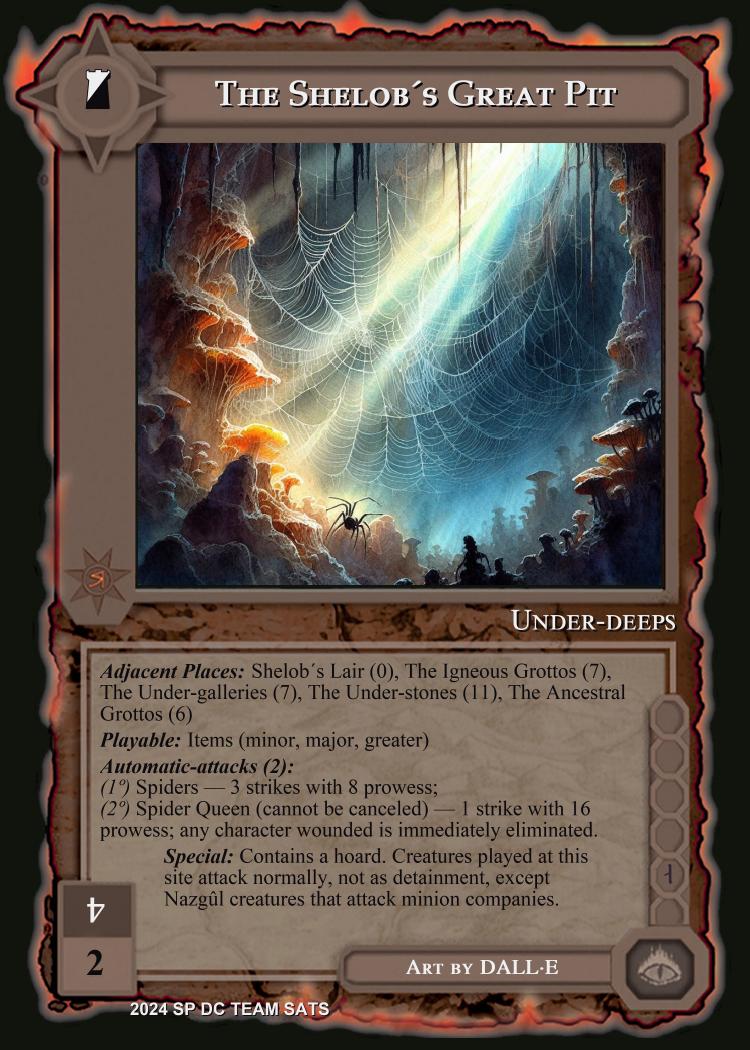 The Shelob´s Great Pit
Under-deeps
Adjacent Places: Shelob´s Lair (0), The Igneous Grottos (7),
The Under-galleries (7), The Under-stones (11), The Ancestral
Grottos (6)
Playable: Items (minor, major, greater)
Automatic-attacks (2):
(1º) Spiders — 3 strikes with 8 prowess;
(2º) Spider Queen (cannot be canceled) — 1 strike with 16
prowess; any character wounded is immediately eliminated.
Special: Contains a hoard. Creatures played at this
site attack normally, not as detainment, except
Nazgûl creatures that attack minion companies.
4
2
Art by DALL·E
2024 SP DC TEAM SATS